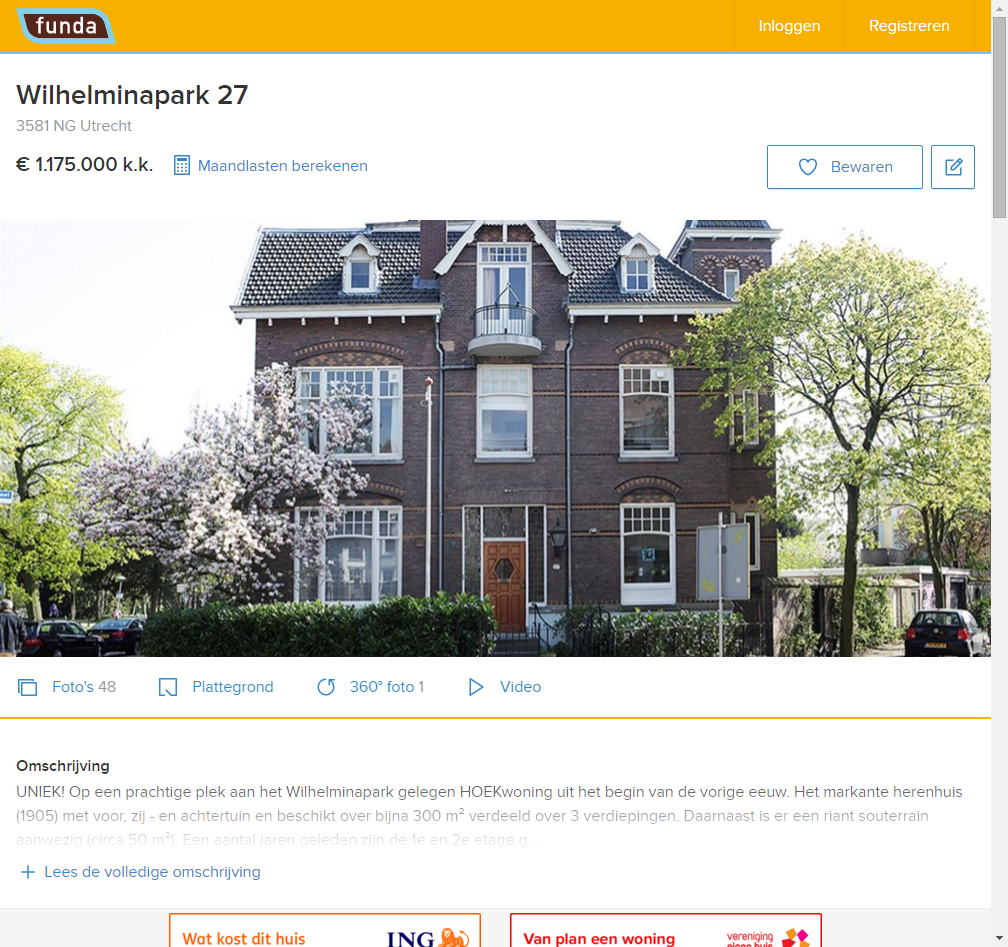 funda
Inloggen
Registreren
Wilhelminapark 27
3581 NG Utrecht
€ 1.175.000 k.k.
Maandlasten berekenen
Bewaren
Foto's 48
Plattegrond
360° foto 1
Video
Omschrijving
UNIEK! Op een prachtige plek aan het Wilhelminapark gelegen HOEKwoning uit het begin van de vorige eeuw. Het markante herenhuis
(1905) met voor, zij - en achtertuin en beschikt over bijna 300 m² verdeeld over 3 verdiepingen. Daarnaast is er een riant souterrain
aanwezig (circa 50 m²). Een aantal jaren geleden zijn de 1e en 2e etage g ...
Lees de volledige omschrijving
Wat kost dit huis
ING
Van plan een woning
vereniging
eigen huis